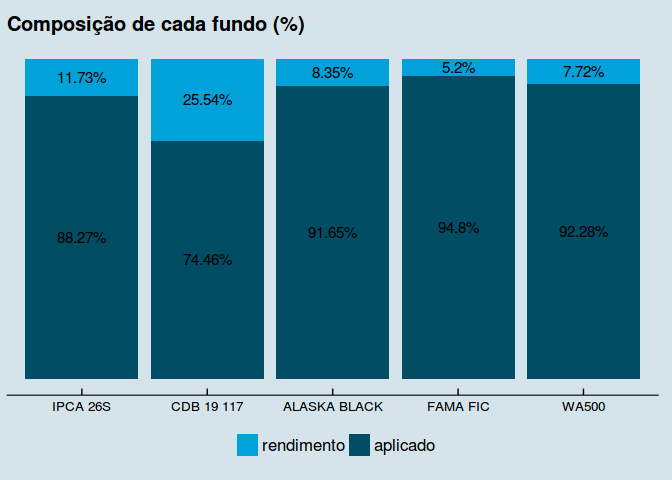 Composição de cada fundo (%)
11.73% 25.54% 8.35% 5.2% 7.72%
88.27% 74.46% 91.65% 94.8% 92.28%
IPCA 26S CDB 19 117 ALASKA BLACK FAMA FIC WA500
rendimento aplicado